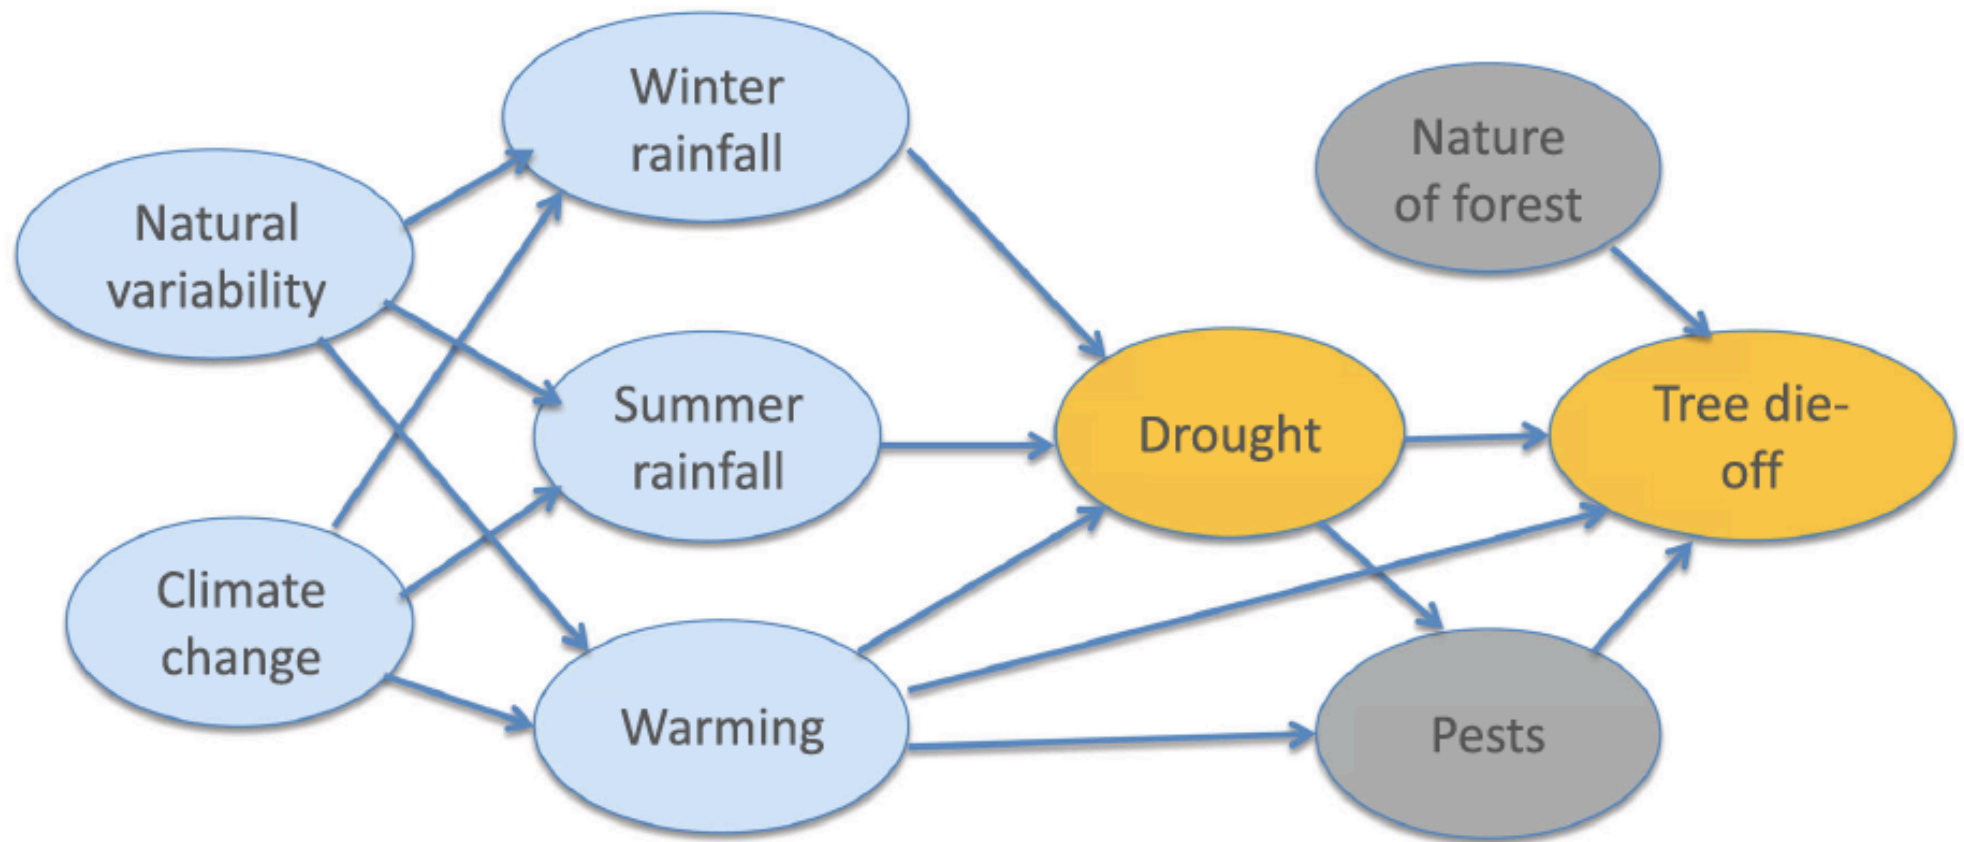 Winter
rainfall
Nature
of forest
Natural
variability
Summer
rainfall
Drought
Tree die-
off
Climate
change
Warming
Pests